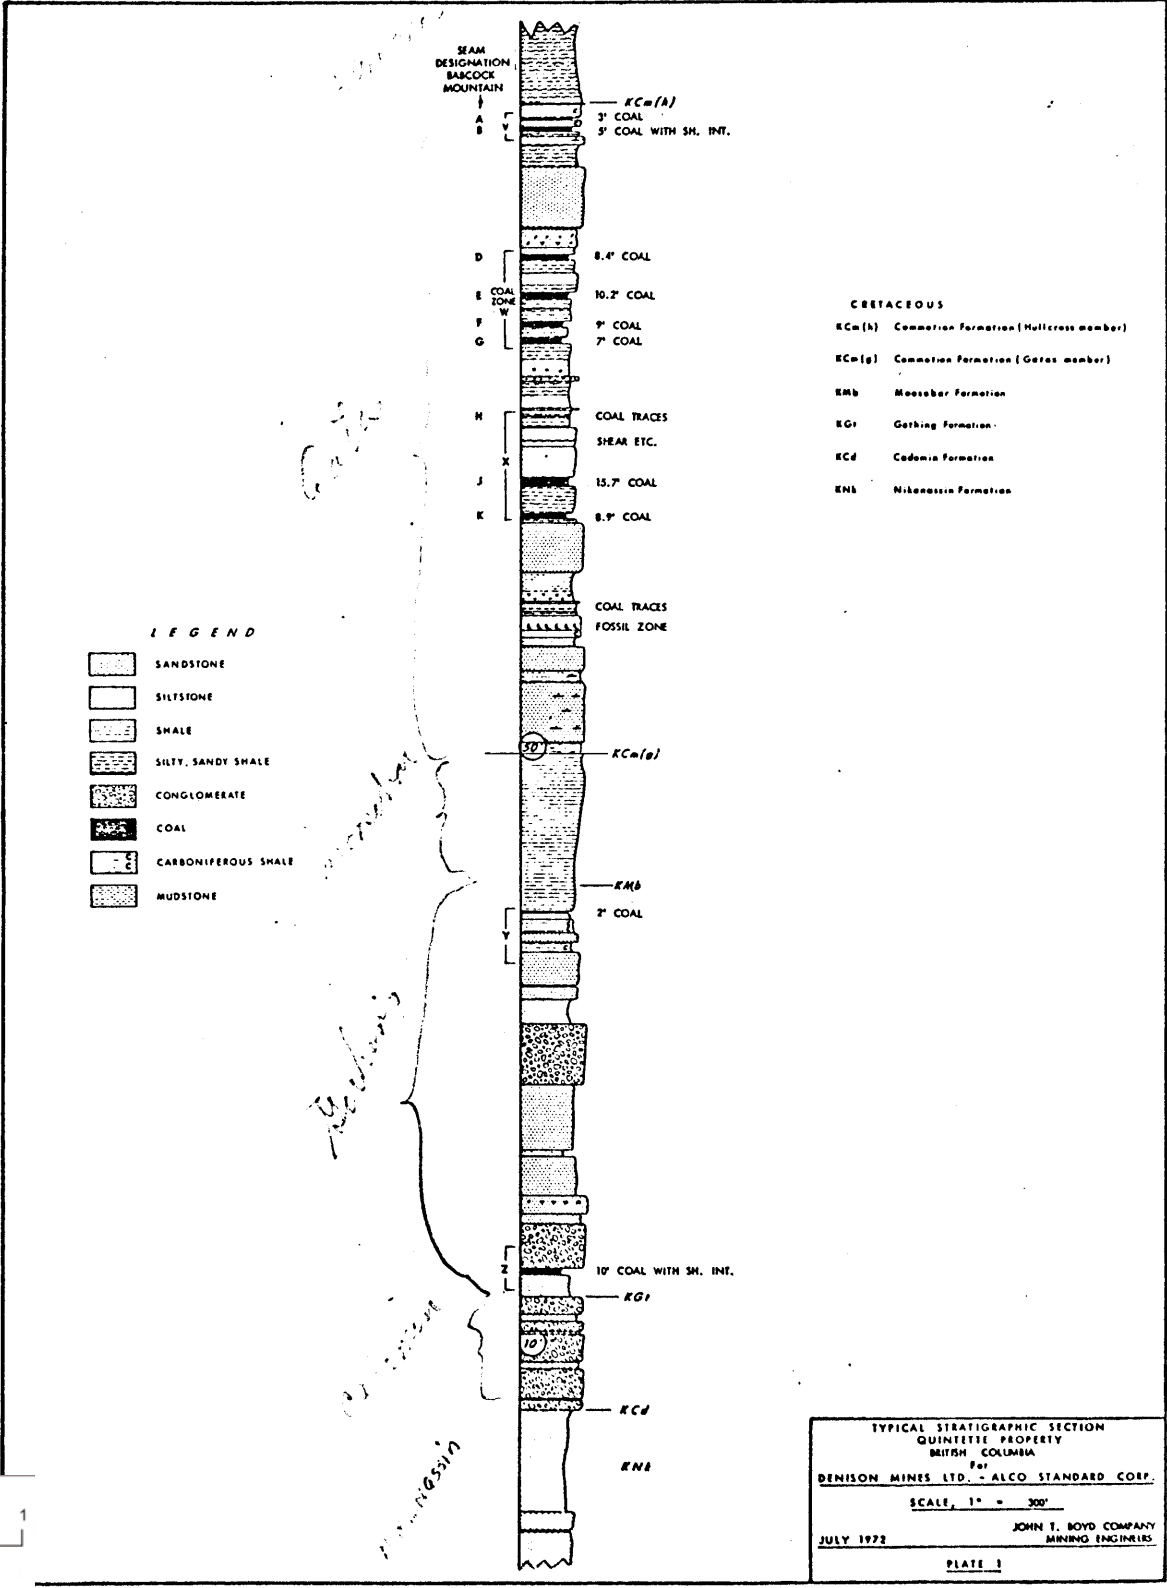 SEAM
DESIGNATION
BABCOCK
MOUNTAIN
KCm(h)
A
3' COAL
V
B
5' COAL WITH SH. INT.
D
8.4' COAL
E
COAL
ZONE
W
10.2' COAL
F
9' COAL
G
7' COAL
H
COAL TRACES
SHEAR ETC.
X
J
15.7' COAL
K
8.9' COAL
COAL TRACES
FOSSIL ZONE
50'
KCm(g)
KMb
2' COAL
Y
Z
10' COAL WITH SH. INT.
KGt
10'
KCd
KNk
CRETACEOUS
KCm(h) Commotion Formation (Hullcross member)
KCm(g) Commotion Formation (Gates member)
KMb Moosebar Formation
KGt Gething Formation
KCd Cadomin Formation
KNk Nikanassin Formation
LEGEND
SANDSTONE
SILTSTONE
SHALE
SILTY, SANDY SHALE
CONGLOMERATE
COAL
C
C
CARBONIFEROUS SHALE
MUDSTONE
Gates
Gething
TYPICAL STRATIGRAPHIC SECTION
QUINTETTE PROPERTY
BRITISH COLUMBIA
For
DENISON MINES LTD. - ALCO STANDARD CORP.
SCALE, 1" = 300'
JOHN T. BOYD COMPANY
JULY 1972 MINING ENGINEERS
PLATE 1
1